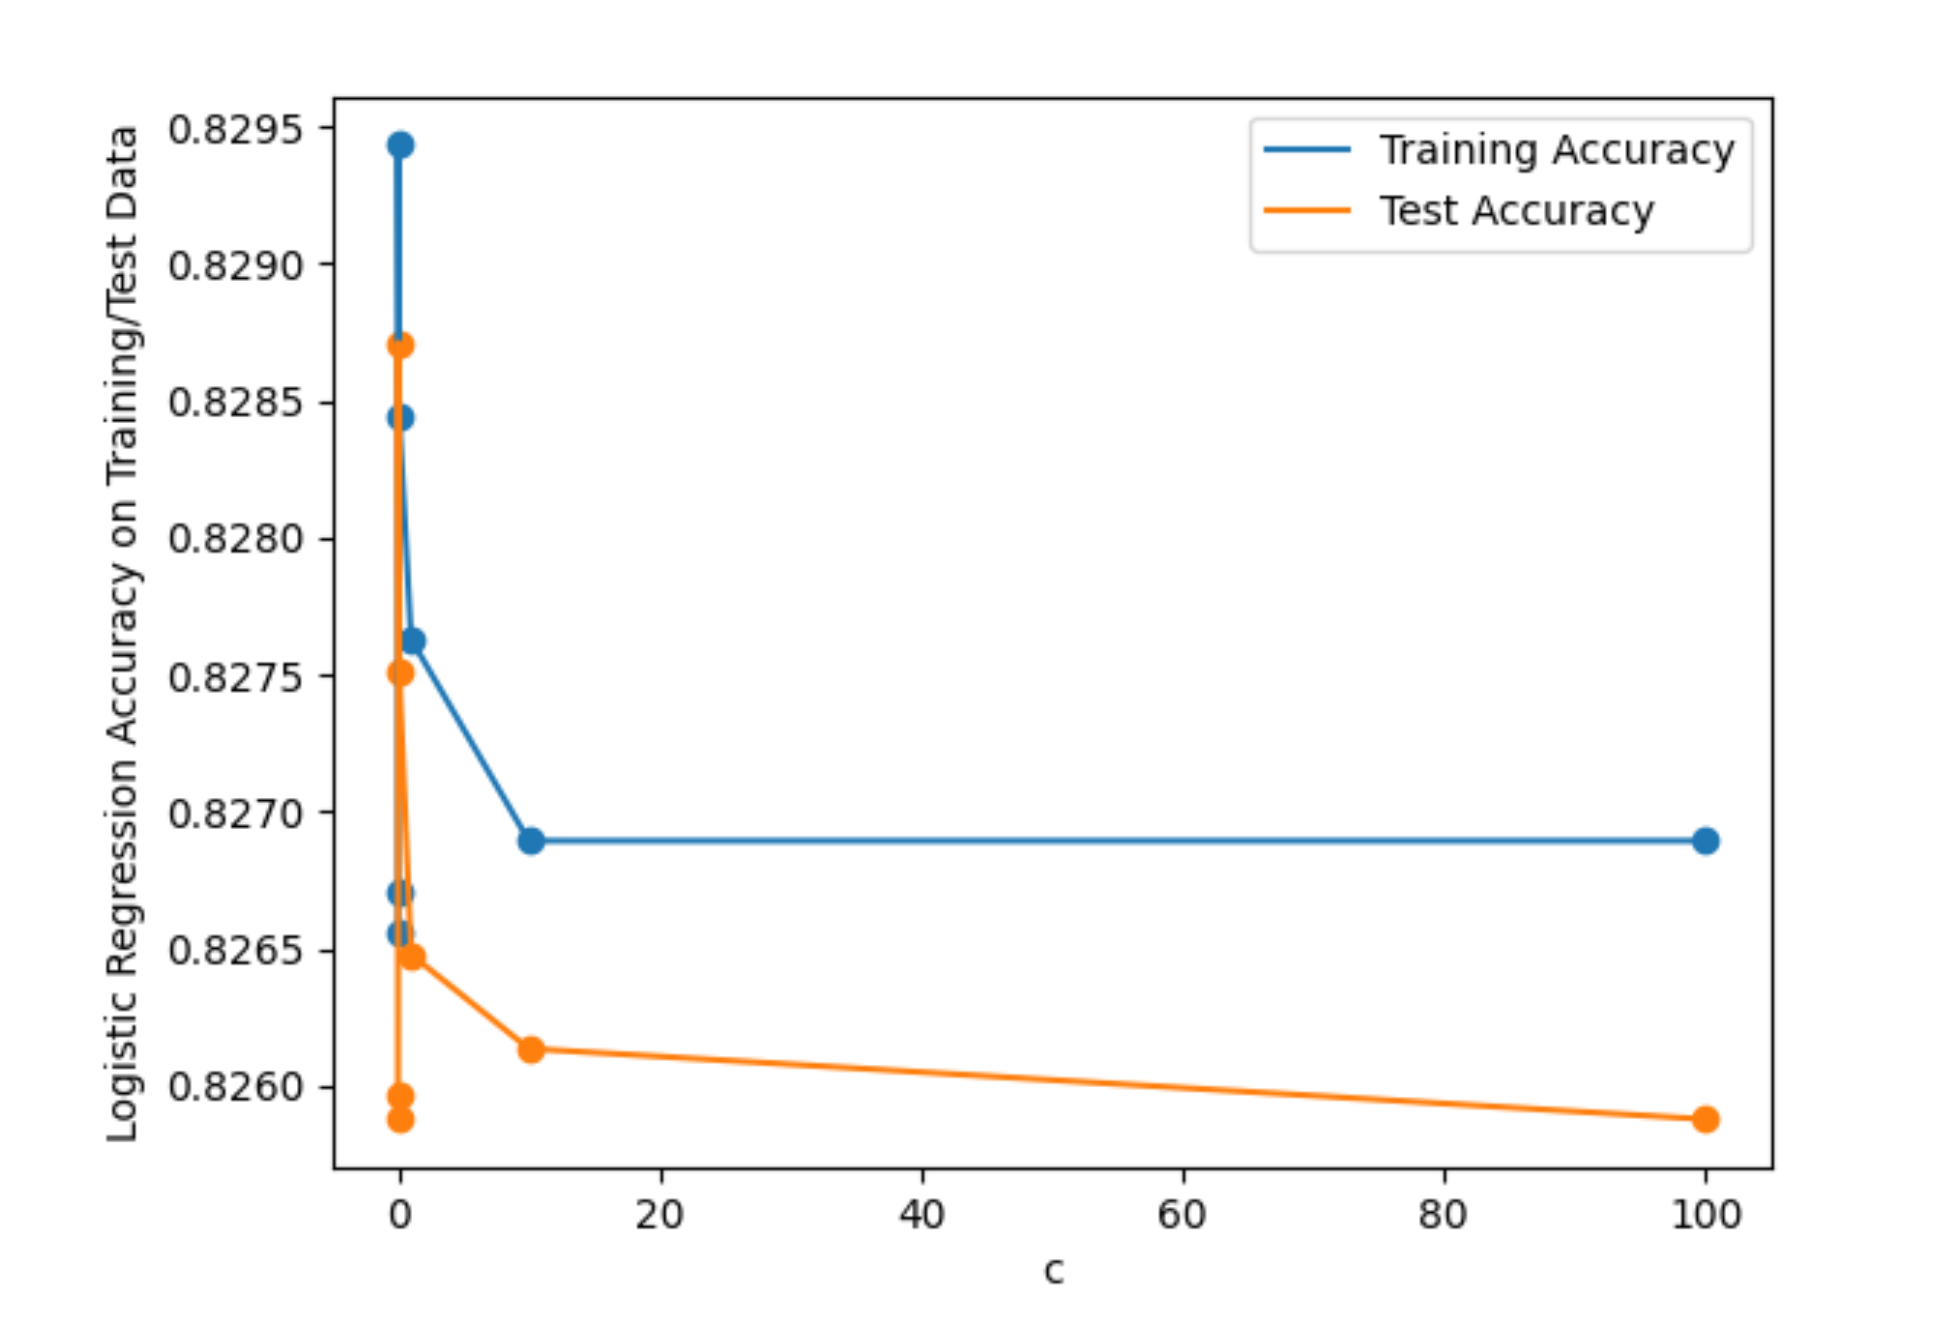 Logistic Regression Accuracy on Training/Test Data
0.8295
0.8290
0.8285
0.8280
0.8275
0.8270
0.8265
0.8260
Training Accuracy
Test Accuracy
0 20 40 60 80 100
c